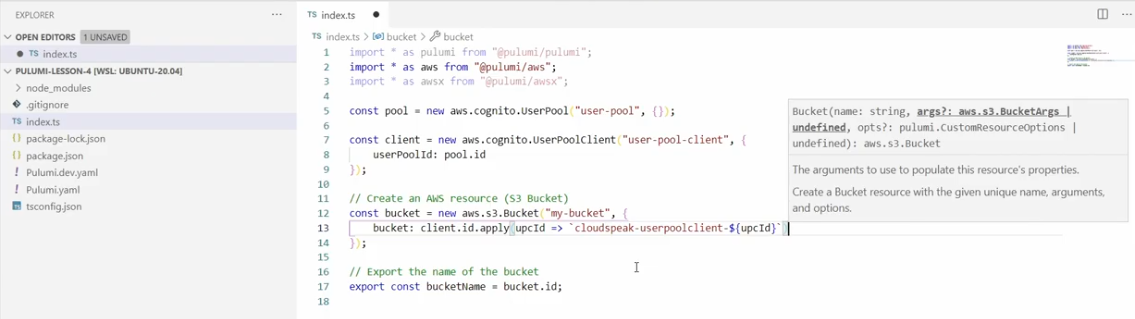 EXPLORER
...
OPEN EDITORS 1 UNSAVED
TS index.ts
PULUMI-LESSON-4 [WSL: UBUNTU-20.04]
node_modules
.gitignore
TS index.ts
{} package-lock.json
{} package.json
! Pulumi.dev.yaml
! Pulumi.yaml
tsconfig.json
TS index.ts ●
TS index.ts > bucket > bucket
1 import * as pulumi from "@pulumi/pulumi";
2 import * as aws from "@pulumi/aws";
3 import * as awsx from "@pulumi/awsx";
4
5 const pool = new aws.cognito.UserPool("user-pool", {});
6
7 const client = new aws.cognito.UserPoolClient("user-pool-client", {
8 userPoolId: pool.id
9 });
10
11 // Create an AWS resource (S3 Bucket)
12 const bucket = new aws.s3.Bucket("my-bucket", {
13 bucket: client.id.apply(upcId => `cloudspeak-userpoolclient-${upcId}`)
14 });
15
16 // Export the name of the bucket
17 export const bucketName = bucket.id;
18
Bucket(name: string, args?: aws.s3.BucketArgs |
undefined, opts?: pulumi.CustomResourceOptions |
undefined): aws.s3.Bucket
The arguments to use to populate this resource's properties.
Create a Bucket resource with the given unique name, arguments,
and options.